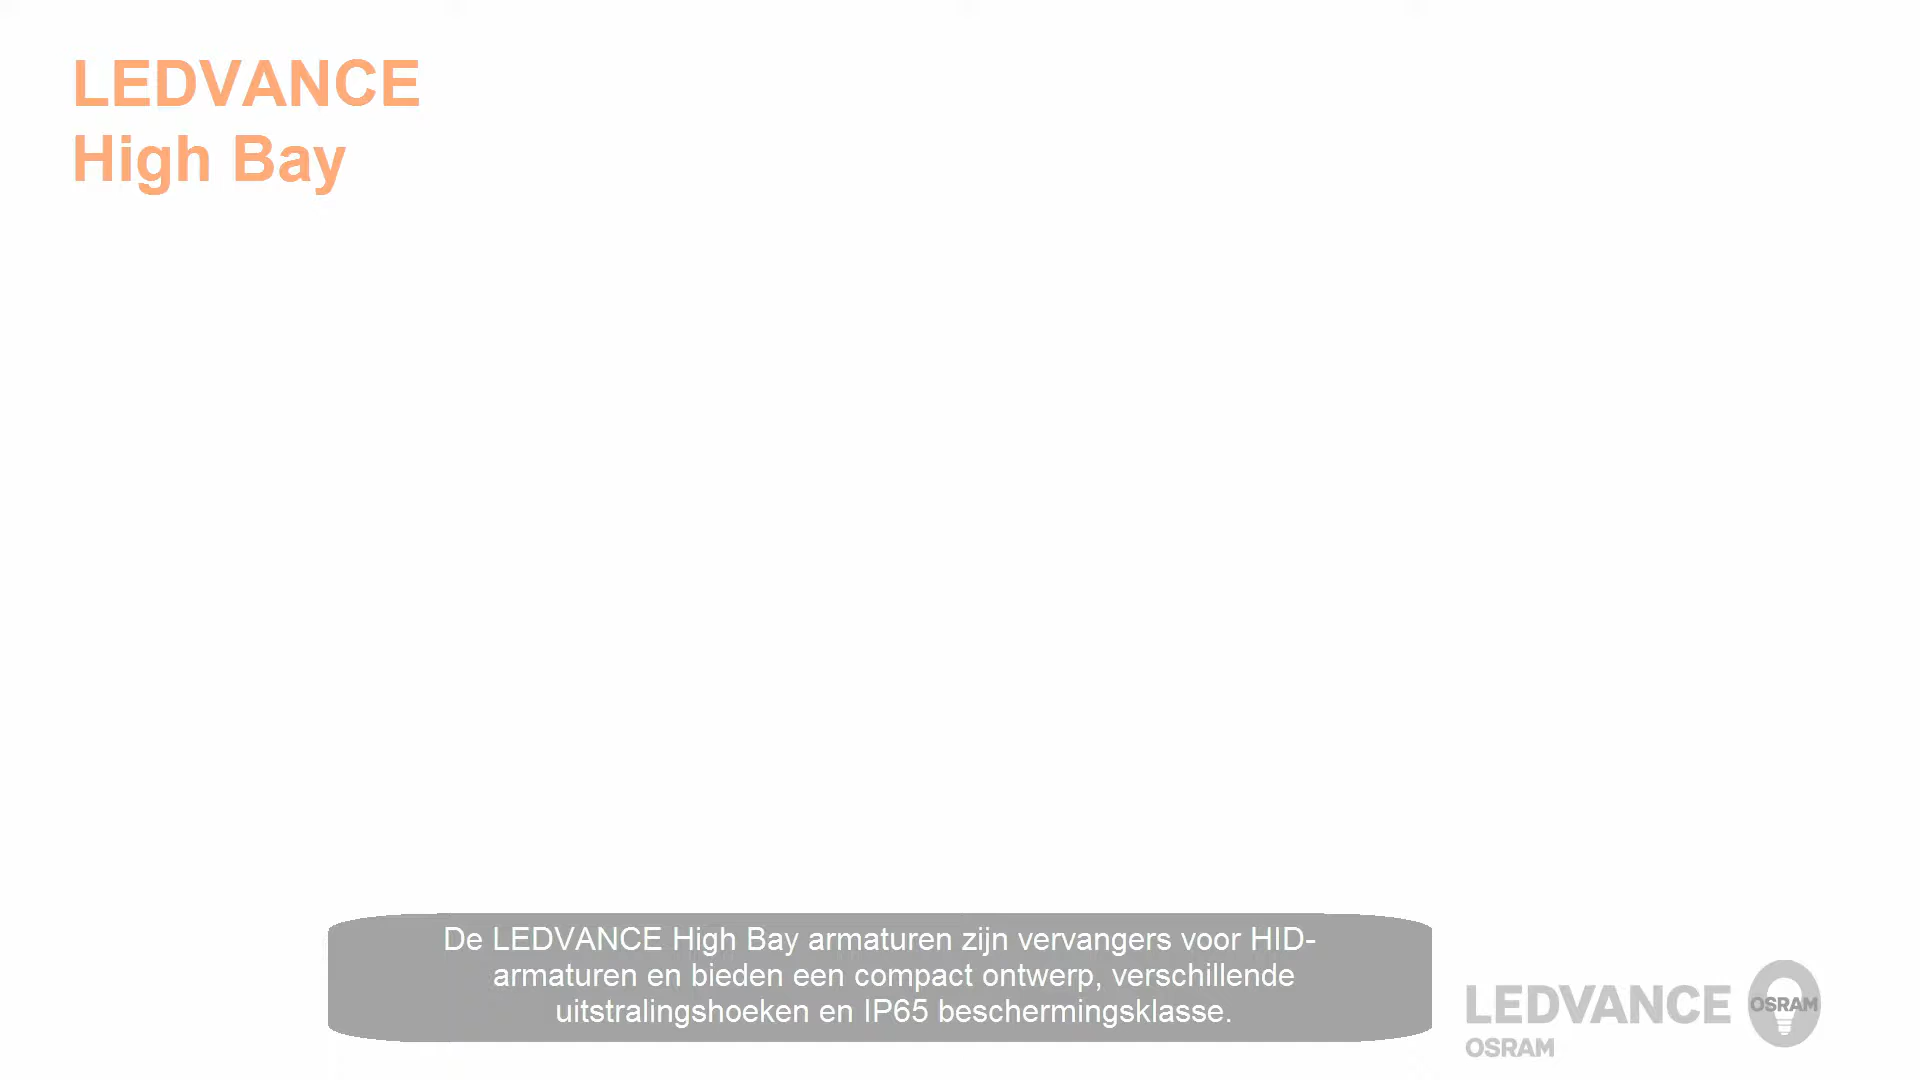 LEDVANCE
High Bay
De LEDVANCE High Bay armaturen zijn vervangers voor HID-
armaturen en bieden een compact ontwerp, verschillende
uitstralingshoeken en IP65 beschermingsklasse.
LEDVANCE
OSRAM
OSRAM